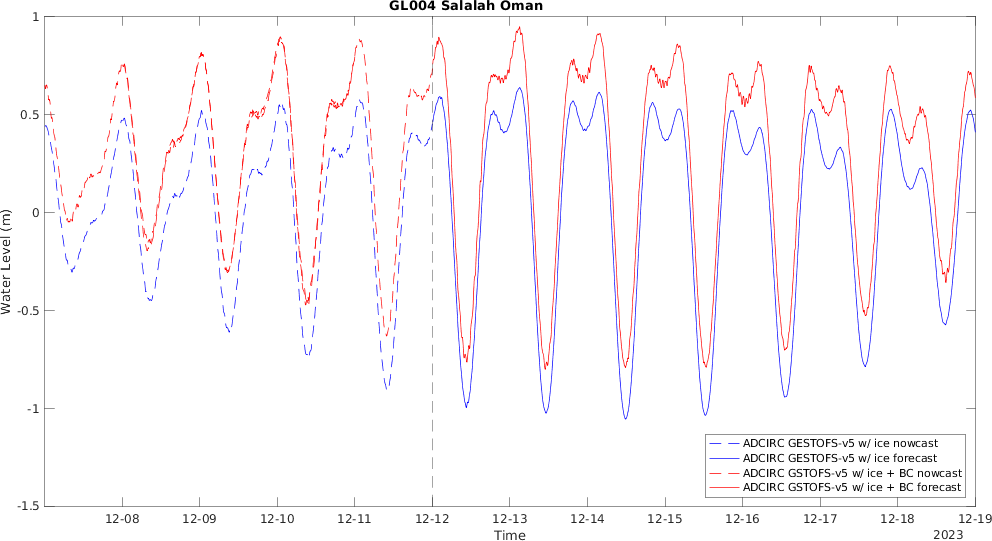 GL004 Salalah Oman
Water Level (m)
1
0.5
0
-0.5
-1
-1.5
ADCIRC GESTOFS-v5 w/ ice nowcast
ADCIRC GESTOFS-v5 w/ ice forecast
ADCIRC GSTOFS-v5 w/ ice + BC nowcast
ADCIRC GSTOFS-v5 w/ ice + BC forecast
12-08 12-09 12-10 12-11 12-12 12-13 12-14 12-15 12-16 12-17 12-18 12-19
Time
2023